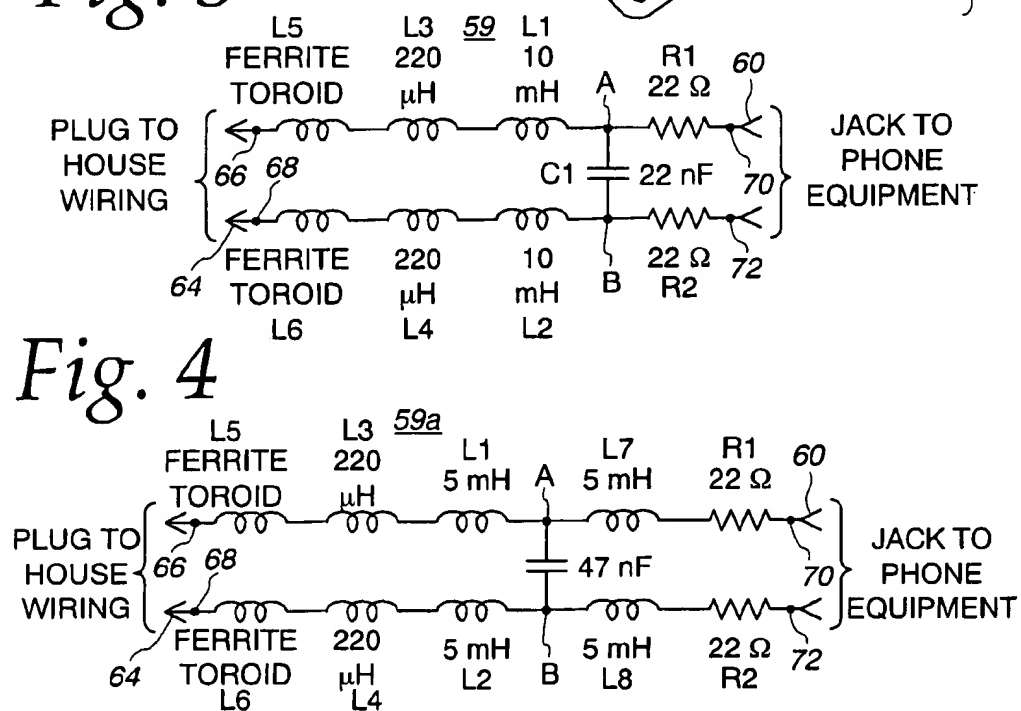 L5 L3 59 L1
FERRITE 220 10 R1
TOROID μH mH A 22 Ω 60
PLUG TO
HOUSE
WIRING
66 68
64
C1 22 nF
70
JACK TO
PHONE
EQUIPMENT
FERRITE 220 10 B 22 Ω 72
TOROID μH mH R2
L6 L4 L2
Fig. 4
59a
L5 L3 L1 L7 R1
FERRITE 220 5 mH A 5 mH 22 Ω 60
TOROID μH
PLUG TO
HOUSE
WIRING
66 68
64
47 nF
70
JACK TO
PHONE
EQUIPMENT
FERRITE 220 5 mH B 5 mH 22 Ω 72
TOROID μH L2 L8 R2
L6 L4